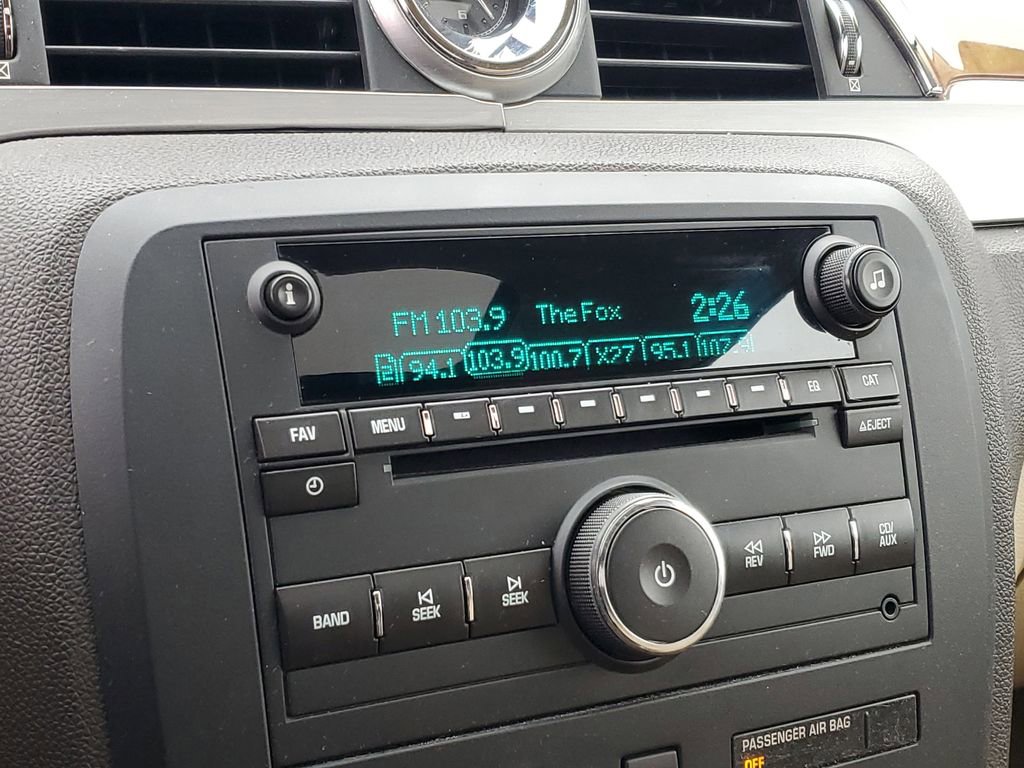 FM 103.9 The Fox 2:26
94.1 103.9 100.7 X27 95.1
FAV MENU EQ CAT
EJECT
BAND SEEK SEEK REV FWD CD/
AUX
PASSENGER AIR BAG
OFF